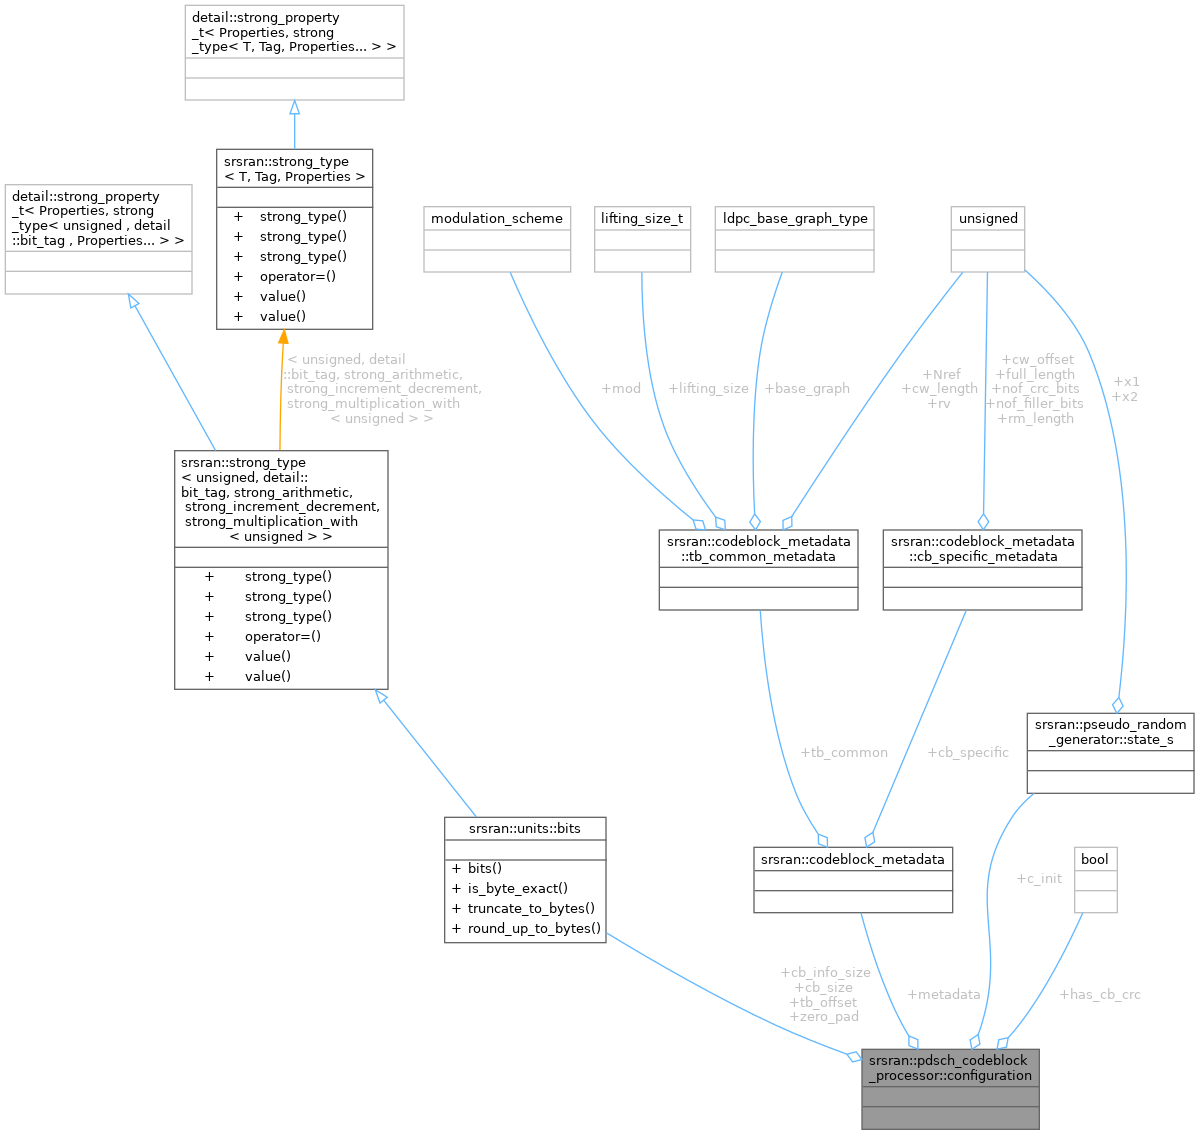 detail::strong_property
_t< Properties, strong
_type< T, Tag, Properties... > >
srsran::strong_type
< T, Tag, Properties >
+ strong_type()
+ strong_type()
+ strong_type()
+ operator=()
+ value()
+ value()
detail::strong_property
_t< Properties, strong
_type< unsigned , detail
::bit_tag , Properties... > >
modulation_scheme
lifting_size_t
ldpc_base_graph_type
unsigned
< unsigned, detail
::bit_tag, strong_arithmetic,
strong_increment_decrement,
strong_multiplication_with
< unsigned > >
+mod
+lifting_size
+base_graph
+Nref
+cw_length
+rv
+cw_offset
+full_length
+nof_crc_bits
+nof_filler_bits
+rm_length
+x1
+x2
srsran::strong_type
< unsigned, detail::
bit_tag, strong_arithmetic,
strong_increment_decrement,
strong_multiplication_with
< unsigned > >
+ strong_type()
+ strong_type()
+ strong_type()
+ operator=()
+ value()
+ value()
srsran::codeblock_metadata
::tb_common_metadata
srsran::codeblock_metadata
::cb_specific_metadata
srsran::pseudo_random
_generator::state_s
+tb_common
+cb_specific
srsran::units::bits
+ bits()
+ is_byte_exact()
+ truncate_to_bytes()
+ round_up_to_bytes()
srsran::codeblock_metadata
+c_init
bool
+cb_info_size
+cb_size
+tb_offset
+zero_pad
+metadata
+has_cb_crc
srsran::pdsch_codeblock
_processor::configuration